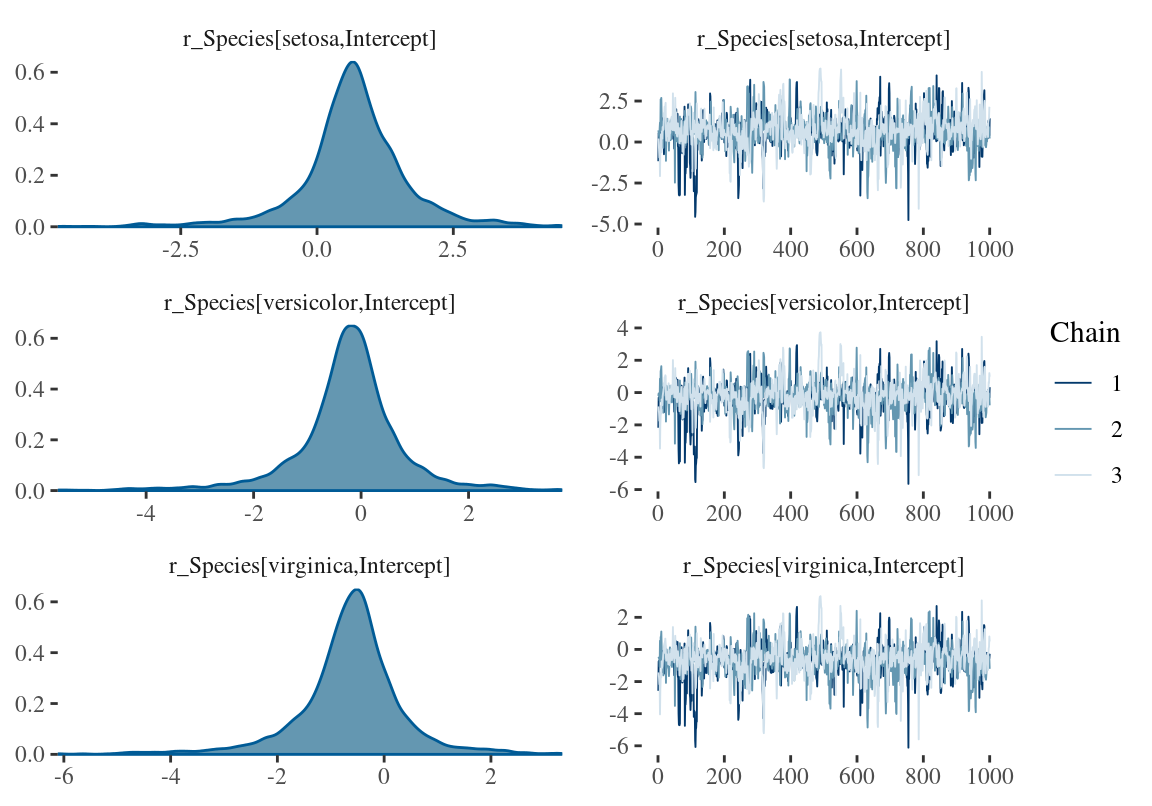 r_Species[setosa,Intercept]
0.6
0.4
0.2
0.0
-2.5 0.0 2.5
r_Species[setosa,Intercept]
2.5
0.0
-2.5
-5.0
0 200 400 600 800 1000
r_Species[versicolor,Intercept]
0.6
0.4
0.2
0.0
-4 -2 0 2
r_Species[versicolor,Intercept]
4
2
0
-2
-4
-6
0 200 400 600 800 1000
r_Species[virginica,Intercept]
0.6
0.4
0.2
0.0
-6 -4 -2 0 2
r_Species[virginica,Intercept]
2
0
-2
-4
-6
0 200 400 600 800 1000
Chain
1
2
3